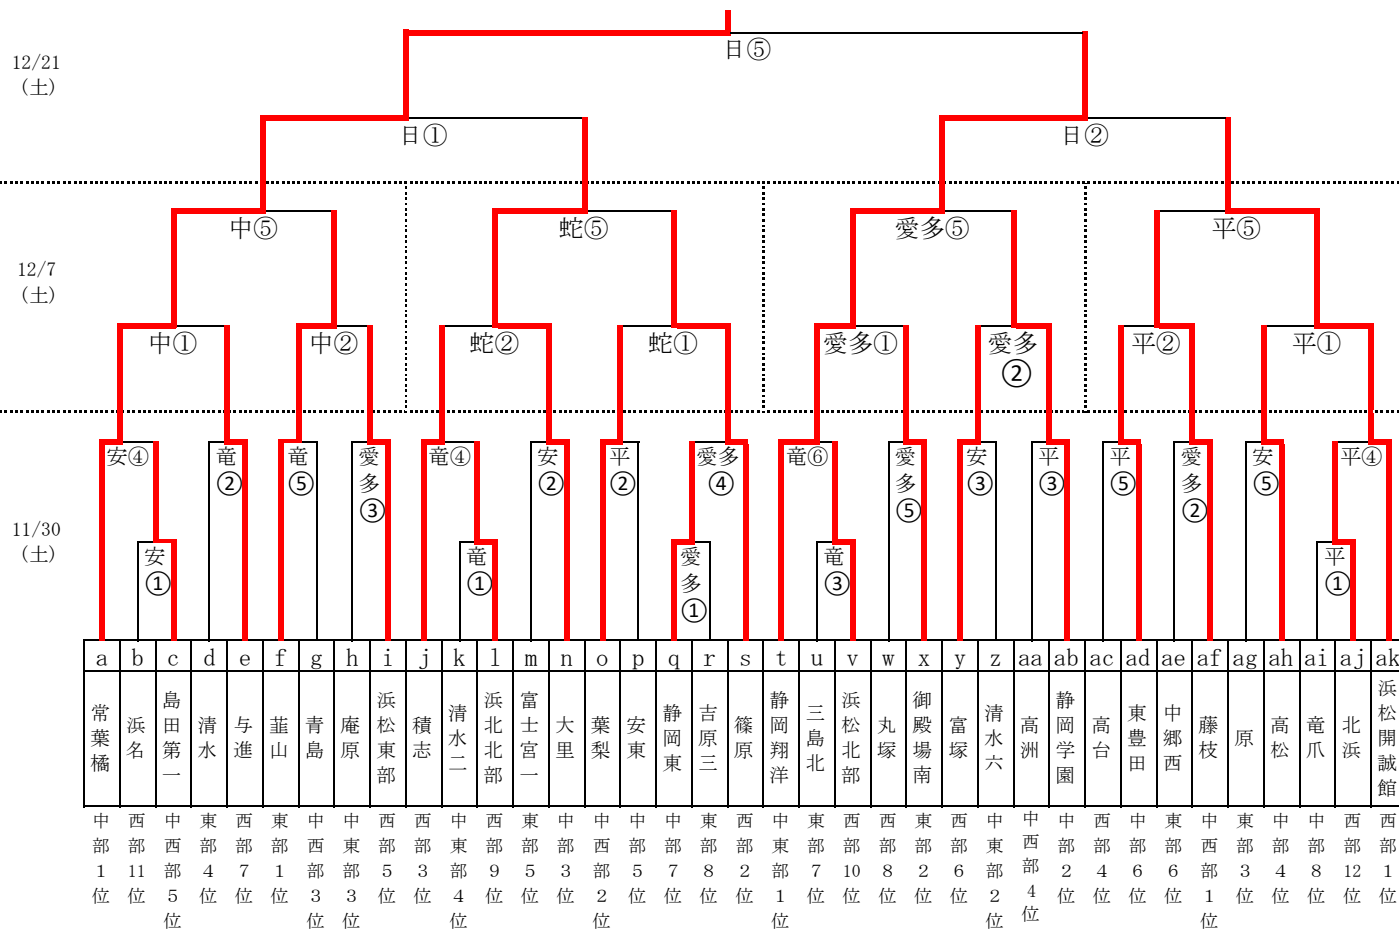 日⑤
12/21
(土)
日①
日②
中⑤
蛇⑤
愛多⑤
平⑤
12/7
(土)
中①
中②
蛇②
蛇①
愛多①
愛多②
平②
平①
安④
竜②
竜⑤
愛多③
竜④
安②
平②
愛多④
竜⑥
愛多⑤
安③
平③
平⑤
愛多②
安⑤
平④
11/30
(土)
安①
竜①
愛多①
竜③
平①
a b c d e f g h i j k l m n o p q r s t u v w x y z aa ab ac ad ae af ag ah ai aj ak
常葉橘
浜名
島田第一
清水
与進
韮山
青島
庵原
浜松東部
積志
清水二
浜北北部
富士宮一
大里
葉梨
安東
静岡東
吉原三
篠原
静岡翔洋
三島北
浜松北部
丸塚
御殿場南
富塚
清水六
高洲
静岡学園
高台
東豊田
中郷西
藤枝
原
高松
竜爪
北浜
浜松開誠館
中部1位
西部11位
中西部5位
東部4位
西部7位
東部1位
中西部3位
中東部3位
西部5位
西部3位
中東部4位
西部9位
東部5位
中部3位
中西部2位
中部5位
中部7位
東部8位
西部2位
中東部1位
東部7位
西部10位
西部8位
東部2位
西部6位
中東部2位
中西部4位
中部2位
西部4位
中部6位
東部6位
中西部1位
東部3位
中部4位
中部8位
西部12位
西部1位